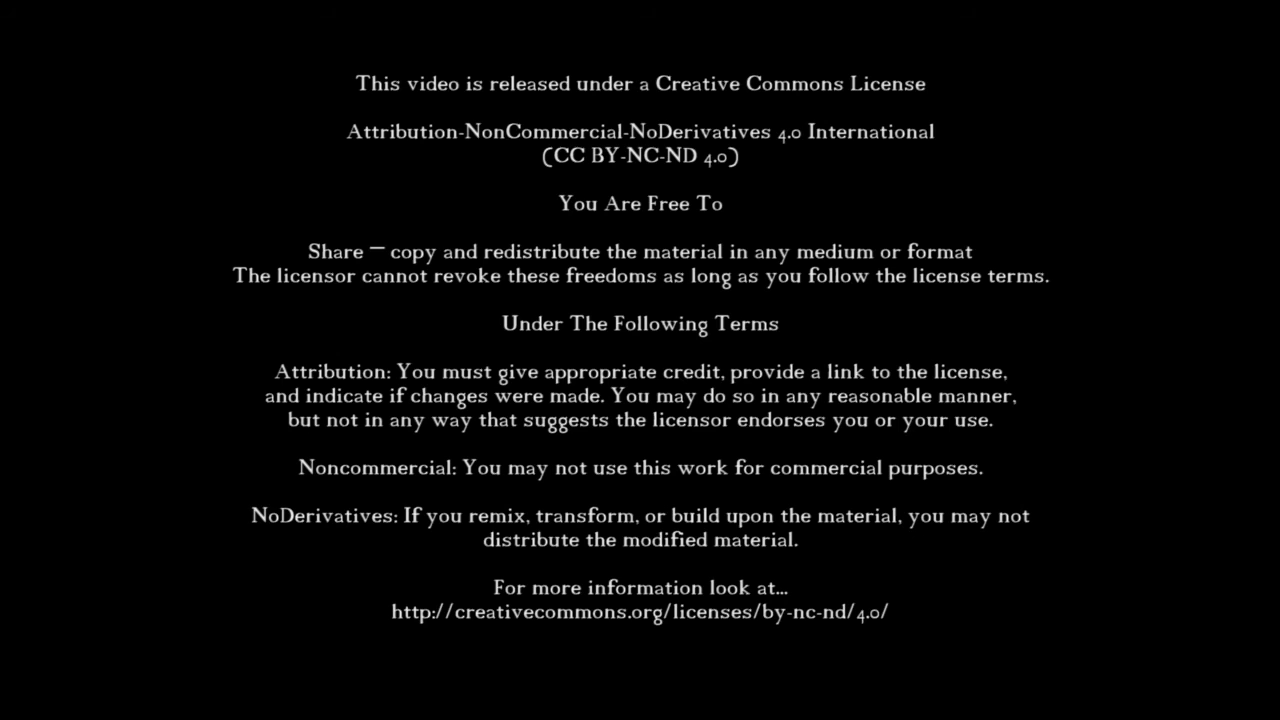 This video is released under a Creative Commons License
Attribution-NonCommercial-NoDerivatives 4.0 International
(CC BY-NC-ND 4.0)
You Are Free To
Share — copy and redistribute the material in any medium or format
The licensor cannot revoke these freedoms as long as you follow the license terms.
Under The Following Terms
Attribution: You must give appropriate credit, provide a link to the license,
and indicate if changes were made. You may do so in any reasonable manner,
but not in any way that suggests the licensor endorses you or your use.
Noncommercial: You may not use this work for commercial purposes.
NoDerivatives: If you remix, transform, or build upon the material, you may not
distribute the modified material.
For more information look at...
http://creativecommons.org/licenses/by-nc-nd/4.0/